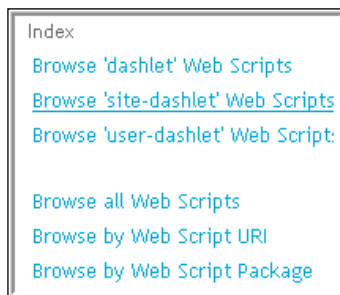 Index
Browse 'dashlet' Web Scripts
Browse 'site-dashlet' Web Scripts
Browse 'user-dashlet' Web Script:
Browse all Web Scripts
Browse by Web Script URI
Browse by Web Script Package